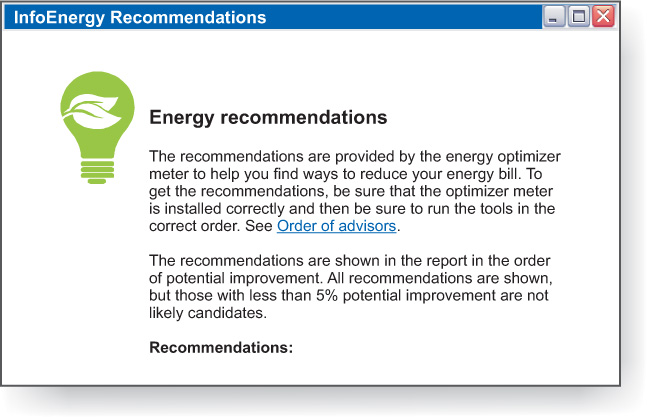 InfoEnergy Recommendations
Energy recommendations
The recommendations are provided by the energy optimizer
meter to help you find ways to reduce your energy bill. To
get the recommendations, be sure that the optimizer meter
is installed correctly and then be sure to run the tools in the
correct order. See Order of advisors.
The recommendations are shown in the report in the order
of potential improvement. All recommendations are shown,
but those with less than 5% potential improvement are not
likely candidates.
Recommendations: